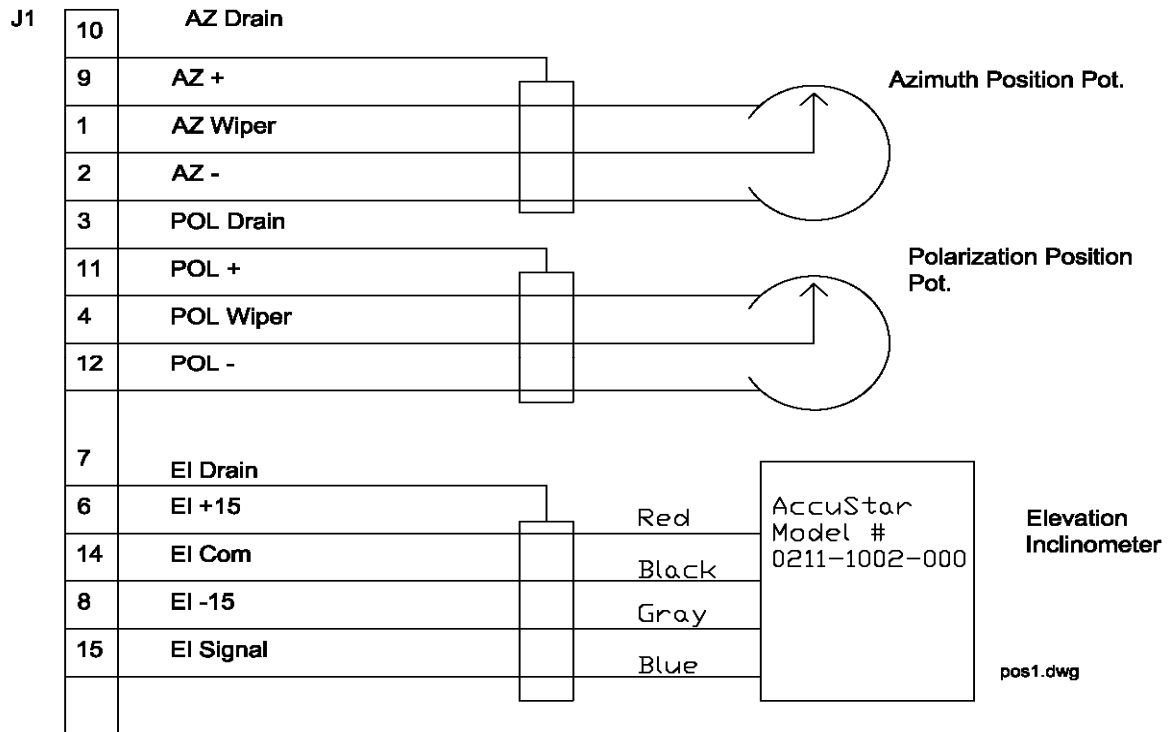 J1
10 AZ Drain
9 AZ +
1 AZ Wiper
2 AZ -
Azimuth Position Pot.
3 POL Drain
11 POL +
4 POL Wiper
12 POL -
Polarization Position
Pot.
7 El Drain
6 El +15
14 El Com
8 El -15
15 El Signal
Red
Black
Gray
Blue
AccuStar
Model #
0211-1002-000
Elevation
Inclinometer
pos1.dwg